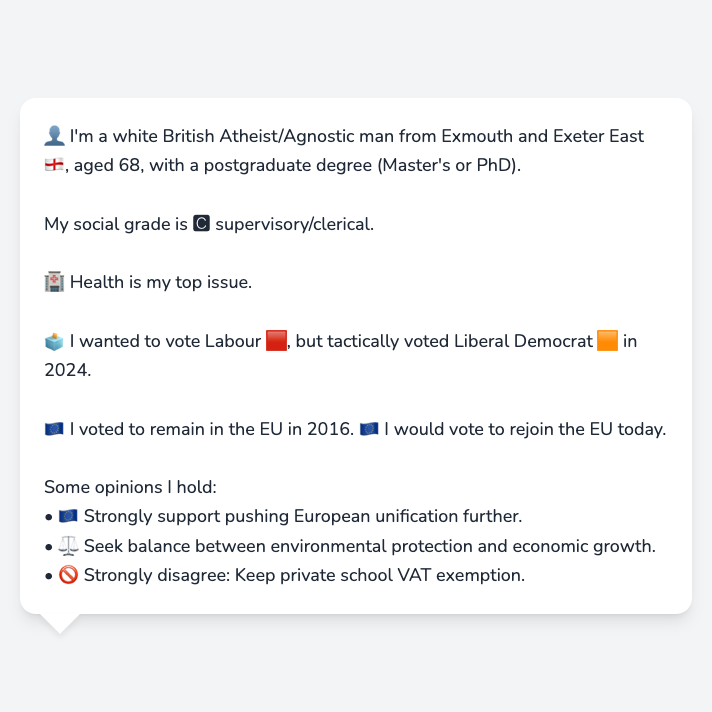 👤 I'm a white British Atheist/Agnostic man from Exmouth and Exeter East
🏴󠁧󠁢󠁥󠁮󠁧󠁿, aged 68, with a postgraduate degree (Master's or PhD).
My social grade is 🅲 supervisory/clerical.
🏥 Health is my top issue.
🗳️ I wanted to vote Labour 🟥, but tactically voted Liberal Democrat 🟧 in
2024.
🇪🇺 I voted to remain in the EU in 2016. 🇪🇺 I would vote to rejoin the EU today.
Some opinions I hold:
• 🇪🇺 Strongly support pushing European unification further.
• ⚖️ Seek balance between environmental protection and economic growth.
• 🚫 Strongly disagree: Keep private school VAT exemption.